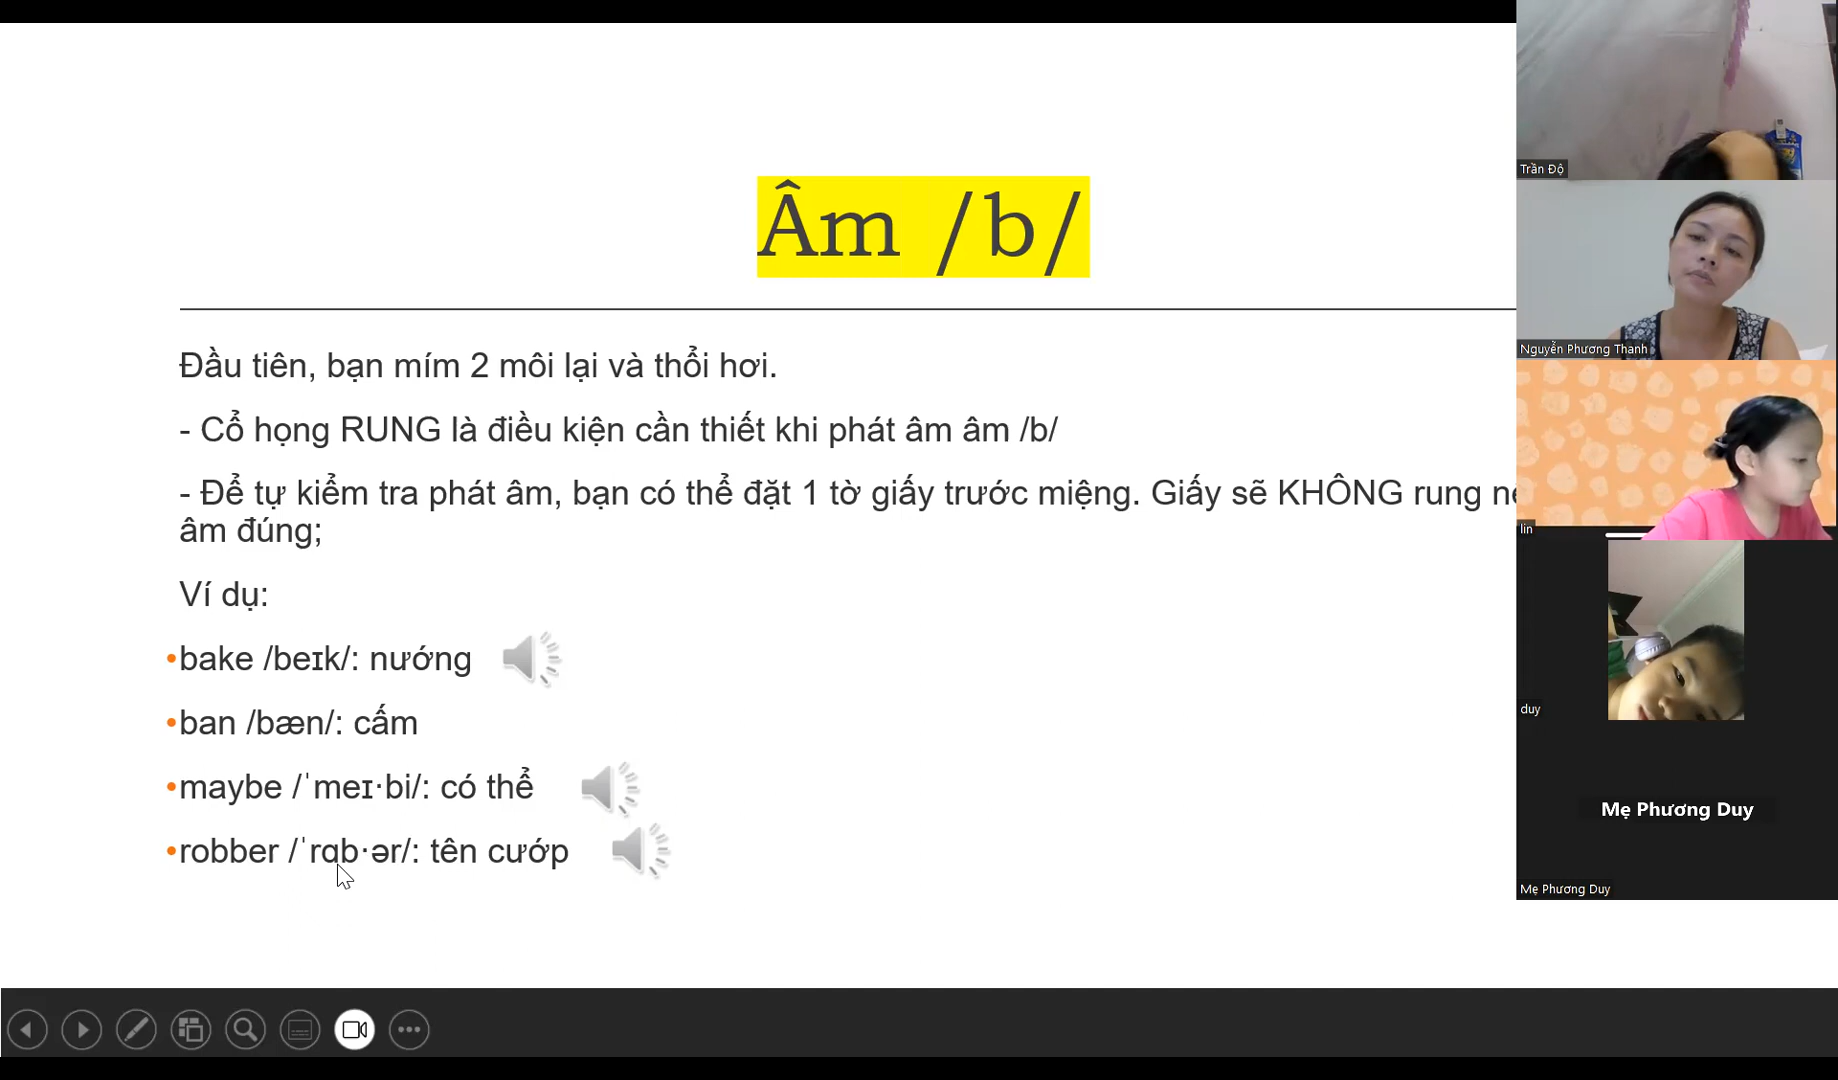 Âm /b/
Đầu tiên, bạn mím 2 môi lại và thổi hơi.
- Cổ họng RUNG là điều kiện cần thiết khi phát âm âm /b/
- Để tự kiểm tra phát âm, bạn có thể đặt 1 tờ giấy trước miệng. Giấy sẽ KHÔNG rung
âm đúng;
Ví dụ:
•bake /beɪk/: nướng
•ban /bæn/: cấm
•maybe /ˈmeɪ·bi/: có thể
•robber /ˈrɑb·ər/: tên cướp
Trần Độ
Nguyễn Phương Thanh
lin
duy
Mẹ Phương Duy
Mẹ Phương Duy